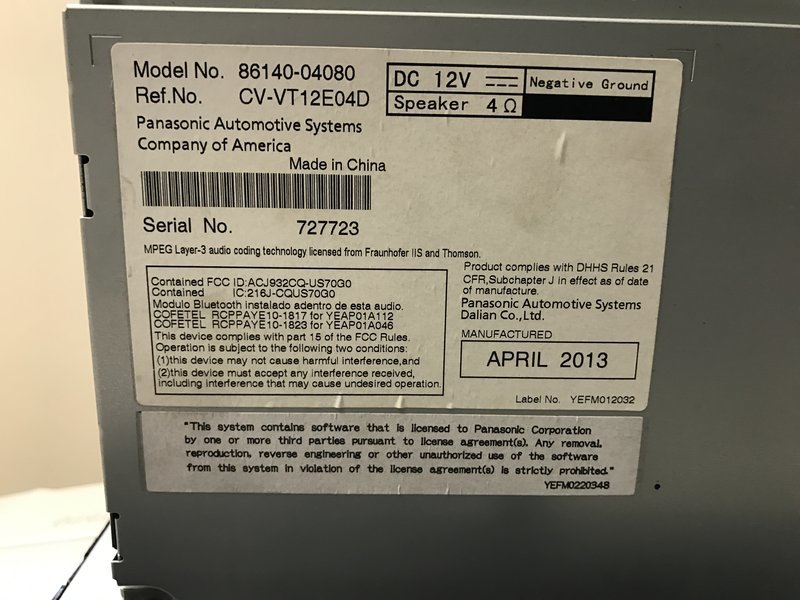 Model No. 86140-04080
Ref.No. CV-VT12E04D
DC 12V
Negative Ground
Speaker 4Ω
Panasonic Automotive Systems
Company of America
Made in China
Serial No. 727723
MPEG Layer-3 audio coding technology licensed from Fraunhofer IIS and Thomson.
Contained FCC ID:ACJ932CQ-US70G0
Contained IC:216J-CQUS70G0
Modulo Bluetooth instalado adentro de esta audio.
COFETEL RCPPAYE10-1817 for YEAP01A112
COFETEL RCPPAYE10-1823 for YEAP01A046
This device complies with part 15 of the FCC Rules.
Operation is subject to the following two conditions:
(1)this device may not cause harmful interference,and
(2)this device must accept any interference received,
including interference that may cause undesired operation.
Product complies with DHHS Rules 21
CFR,Subchapter J in effect as of date
of manufacture.
Panasonic Automotive Systems
Dalian Co.,Ltd.
MANUFACTURED
APRIL 2013
Label No. YEFM012032
"This system contains software that is licensed to Panasonic Corporation
by one or more third parties pursuant to license agreement(s). Any removal,
reproduction, reverse engineering or other unauthorized use of the software
from this system in violation of the license agreement(s) is strictly prohibited."
YEFM0220348